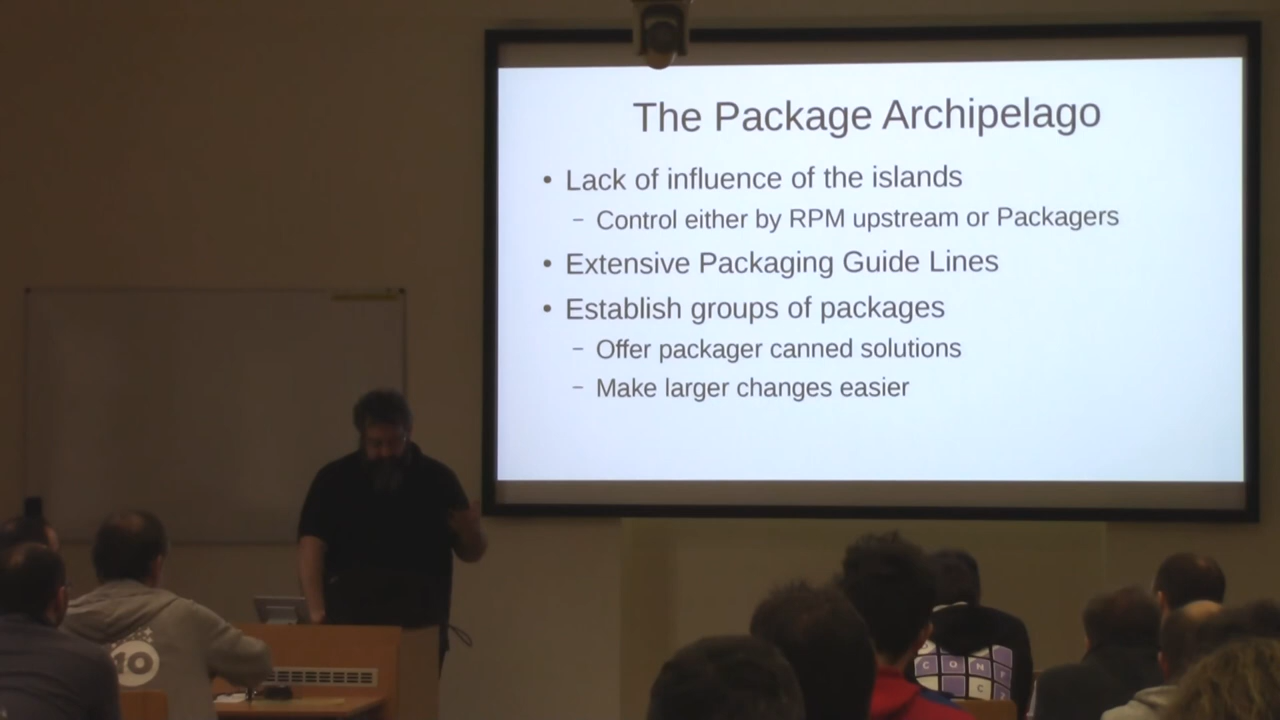 The Package Archipelago
• Lack of influence of the islands
– Control either by RPM upstream or Packagers
• Extensive Packaging Guide Lines
• Establish groups of packages
– Offer packager canned solutions
– Make larger changes easier
10
C O N F
C